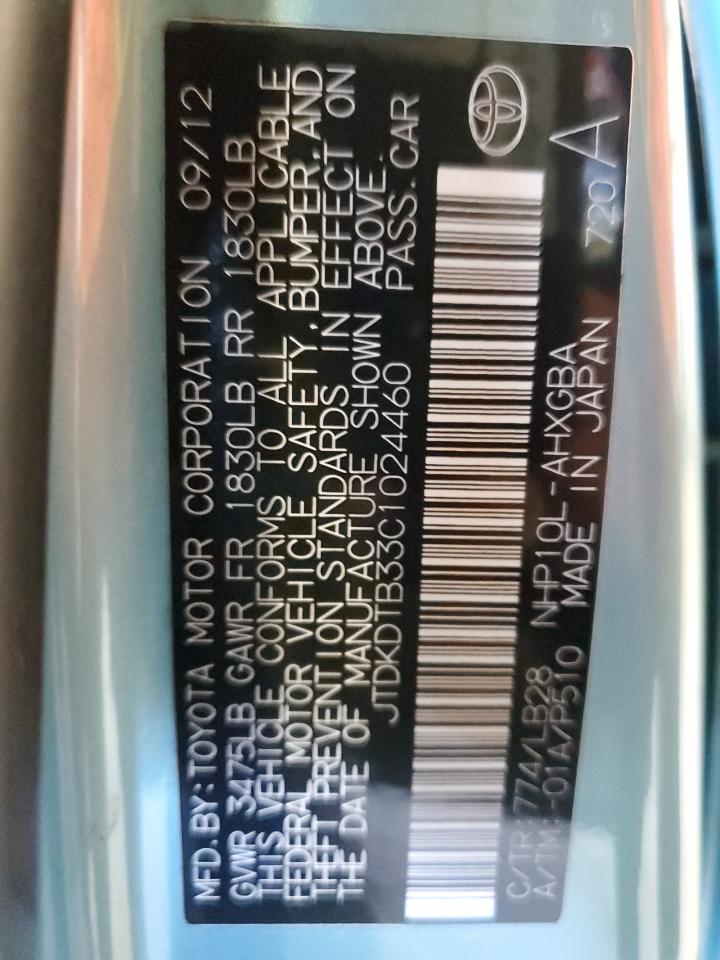 MFD.BY:TOYOTA MOTOR CORPORATION 09/12
GVWR 3475LB GAWR FR 1830LB RR 1830LB
THIS VEHICLE CONFORMS TO ALL APPLICABLE
FEDERAL MOTOR VEHICLE SAFETY, BUMPER, AND
THEFT PREVENTION STANDARDS IN EFFECT ON
THE DATE OF MANUFACTURE SHOWN ABOVE.
JTDKDTB33C1024460 PASS.CAR
C/TR:774/LB28 NHP10L-AHXGBA
A/TM:-01A/P510 MADE IN JAPAN 720 A